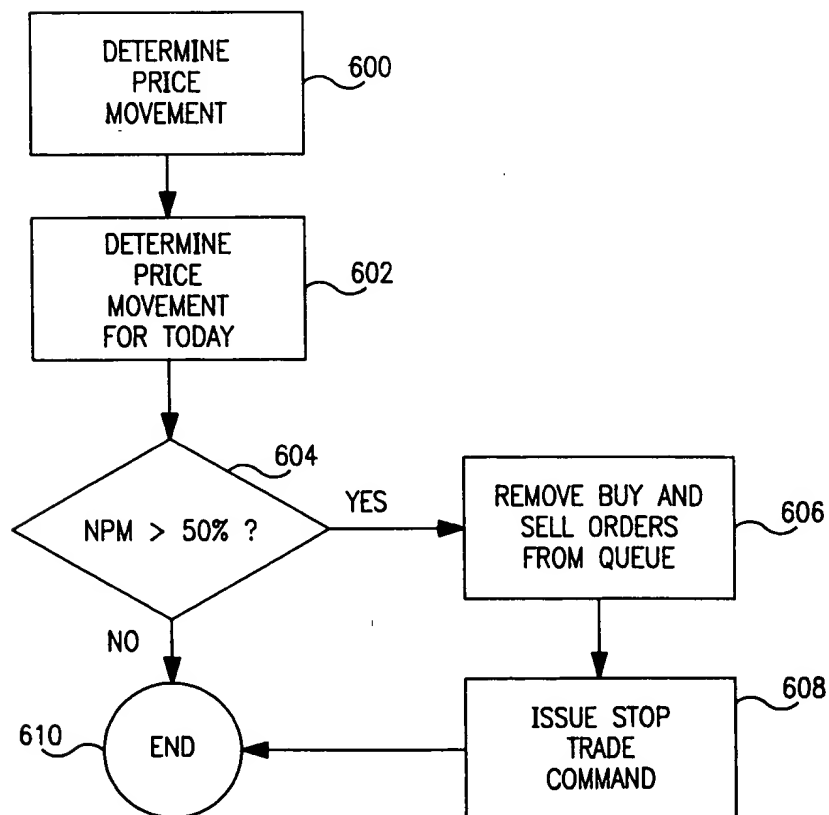 DETERMINE
PRICE
MOVEMENT
600
DETERMINE
PRICE
MOVEMENT
FOR TODAY
602
604
NPM > 50% ?
YES
REMOVE BUY AND
SELL ORDERS
FROM QUEUE
606
NO
610
END
ISSUE STOP
TRADE
COMMAND
608